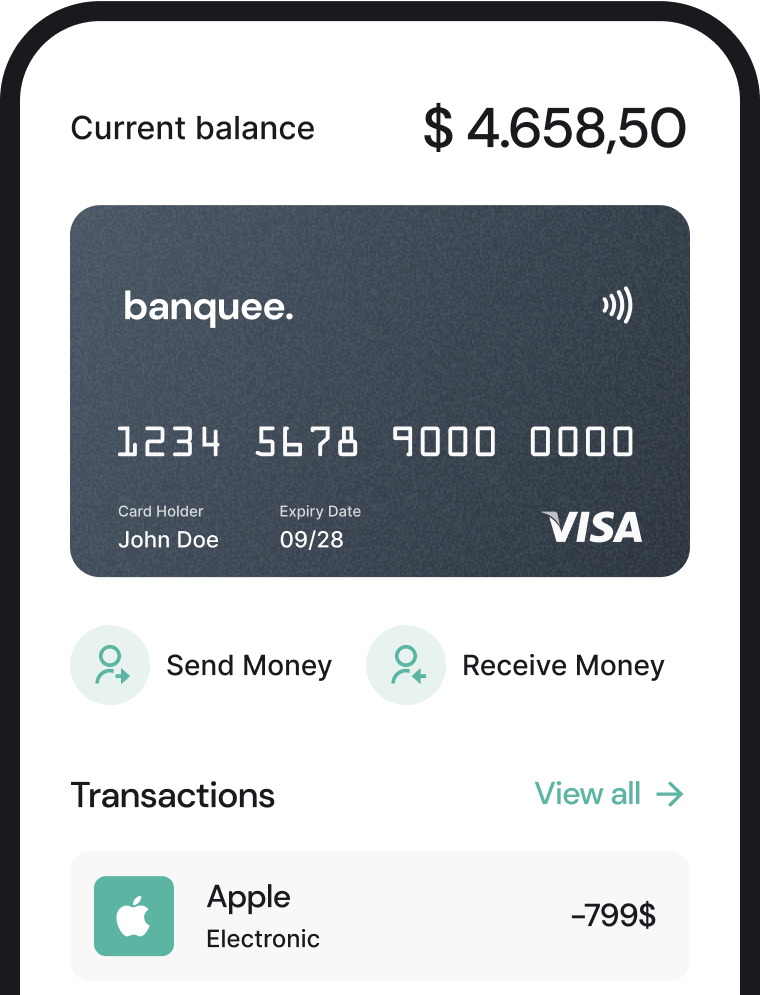 Current balance $ 4.658,50
banquee.
1234 5678 9000 0000
Card Holder Expiry Date
John Doe 09/28
VISA
Send Money Receive Money
Transactions View all
Apple
Electronic
-799$